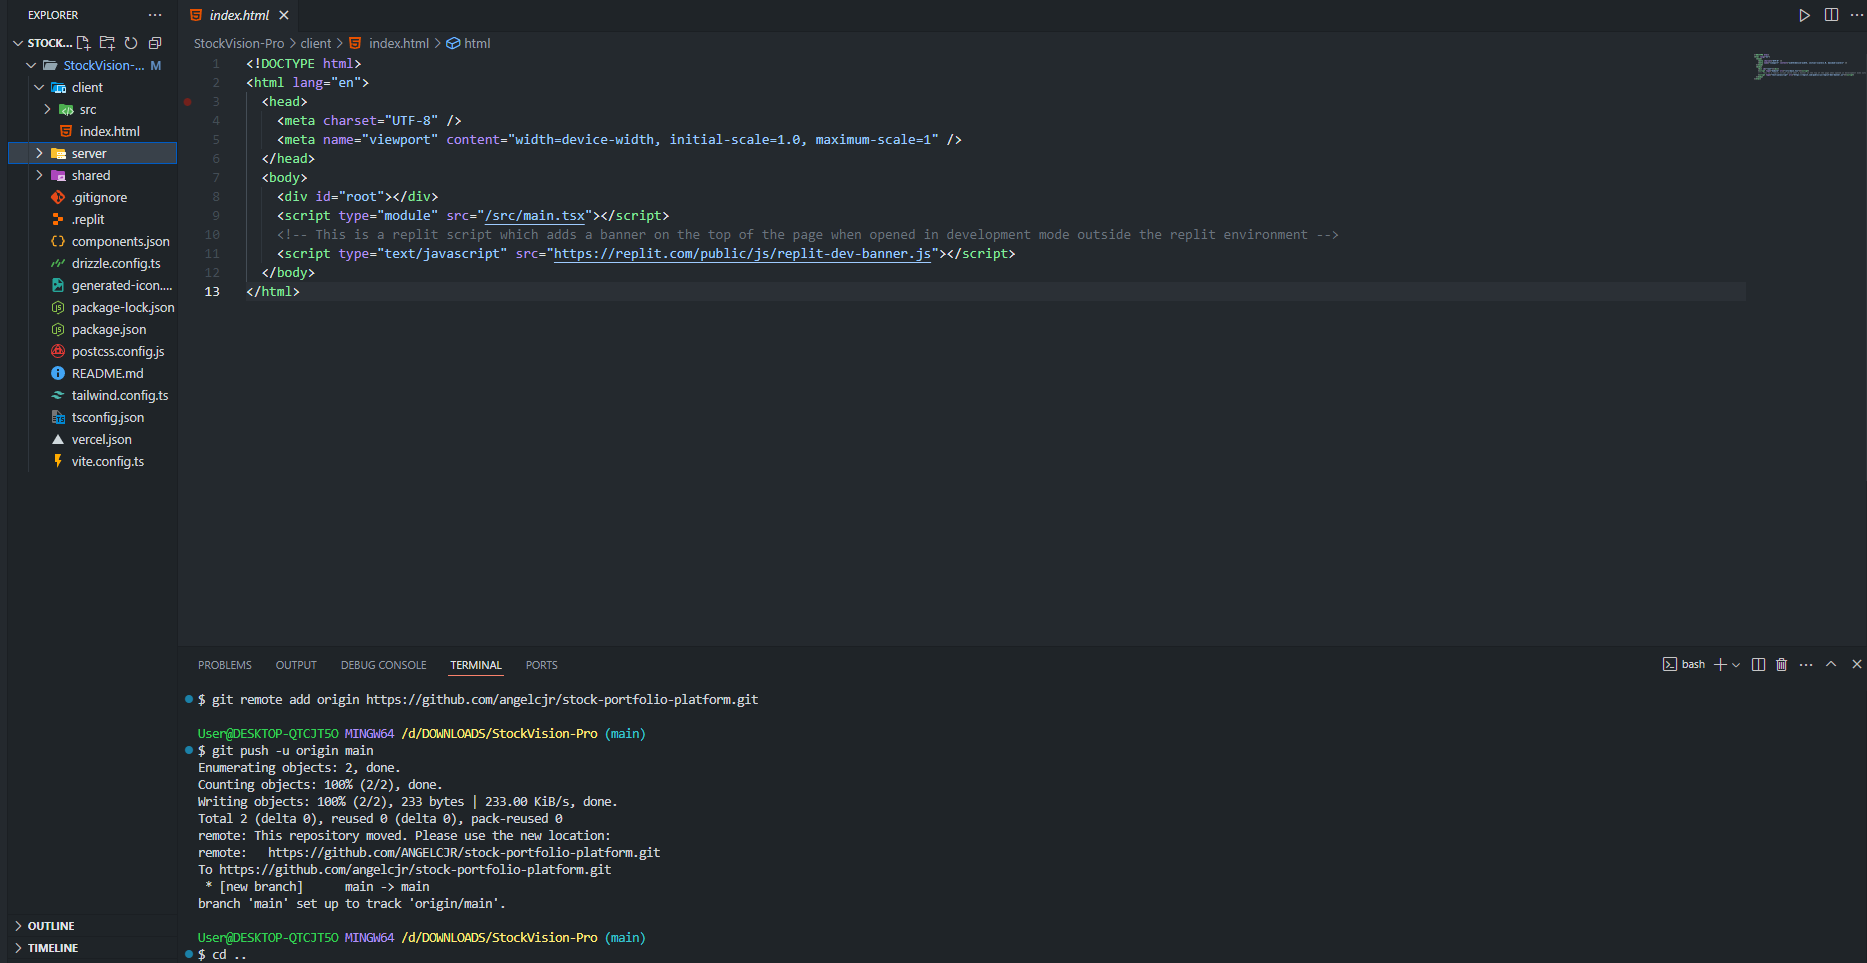 EXPLORER
STOCK...
StockVision-... M
client
src
index.html
server
shared
.gitignore
.replit
components.json
drizzle.config.ts
generated-icon....
package-lock.json
package.json
postcss.config.js
README.md
tailwind.config.ts
tsconfig.json
vercel.json
vite.config.ts
OUTLINE
TIMELINE
index.html
StockVision-Pro > client > index.html > html
1 <!DOCTYPE html>
2 <html lang="en">
3 <head>
4 <meta charset="UTF-8" />
5 <meta name="viewport" content="width=device-width, initial-scale=1.0, maximum-scale=1" />
6 </head>
7 <body>
8 <div id="root"></div>
9 <script type="module" src="/src/main.tsx"></script>
10 <!-- This is a replit script which adds a banner on the top of the page when opened in development mode outside the replit environment -->
11 <script type="text/javascript" src="https://replit.com/public/js/replit-dev-banner.js"></script>
12 </body>
13 </html>
PROBLEMS OUTPUT DEBUG CONSOLE TERMINAL PORTS
bash
$ git remote add origin https://github.com/angelcjr/stock-portfolio-platform.git
User@DESKTOP-QTCJT5O MINGW64 /d/DOWNLOADS/StockVision-Pro (main)
$ git push -u origin main
Enumerating objects: 2, done.
Counting objects: 100% (2/2), done.
Writing objects: 100% (2/2), 233 bytes | 233.00 KiB/s, done.
Total 2 (delta 0), reused 0 (delta 0), pack-reused 0
remote: This repository moved. Please use the new location:
remote:   https://github.com/ANGELCJR/stock-portfolio-platform.git
To https://github.com/angelcjr/stock-portfolio-platform.git
 * [new branch]      main -> main
branch 'main' set up to track 'origin/main'.
User@DESKTOP-QTCJT5O MINGW64 /d/DOWNLOADS/StockVision-Pro (main)
$ cd ..